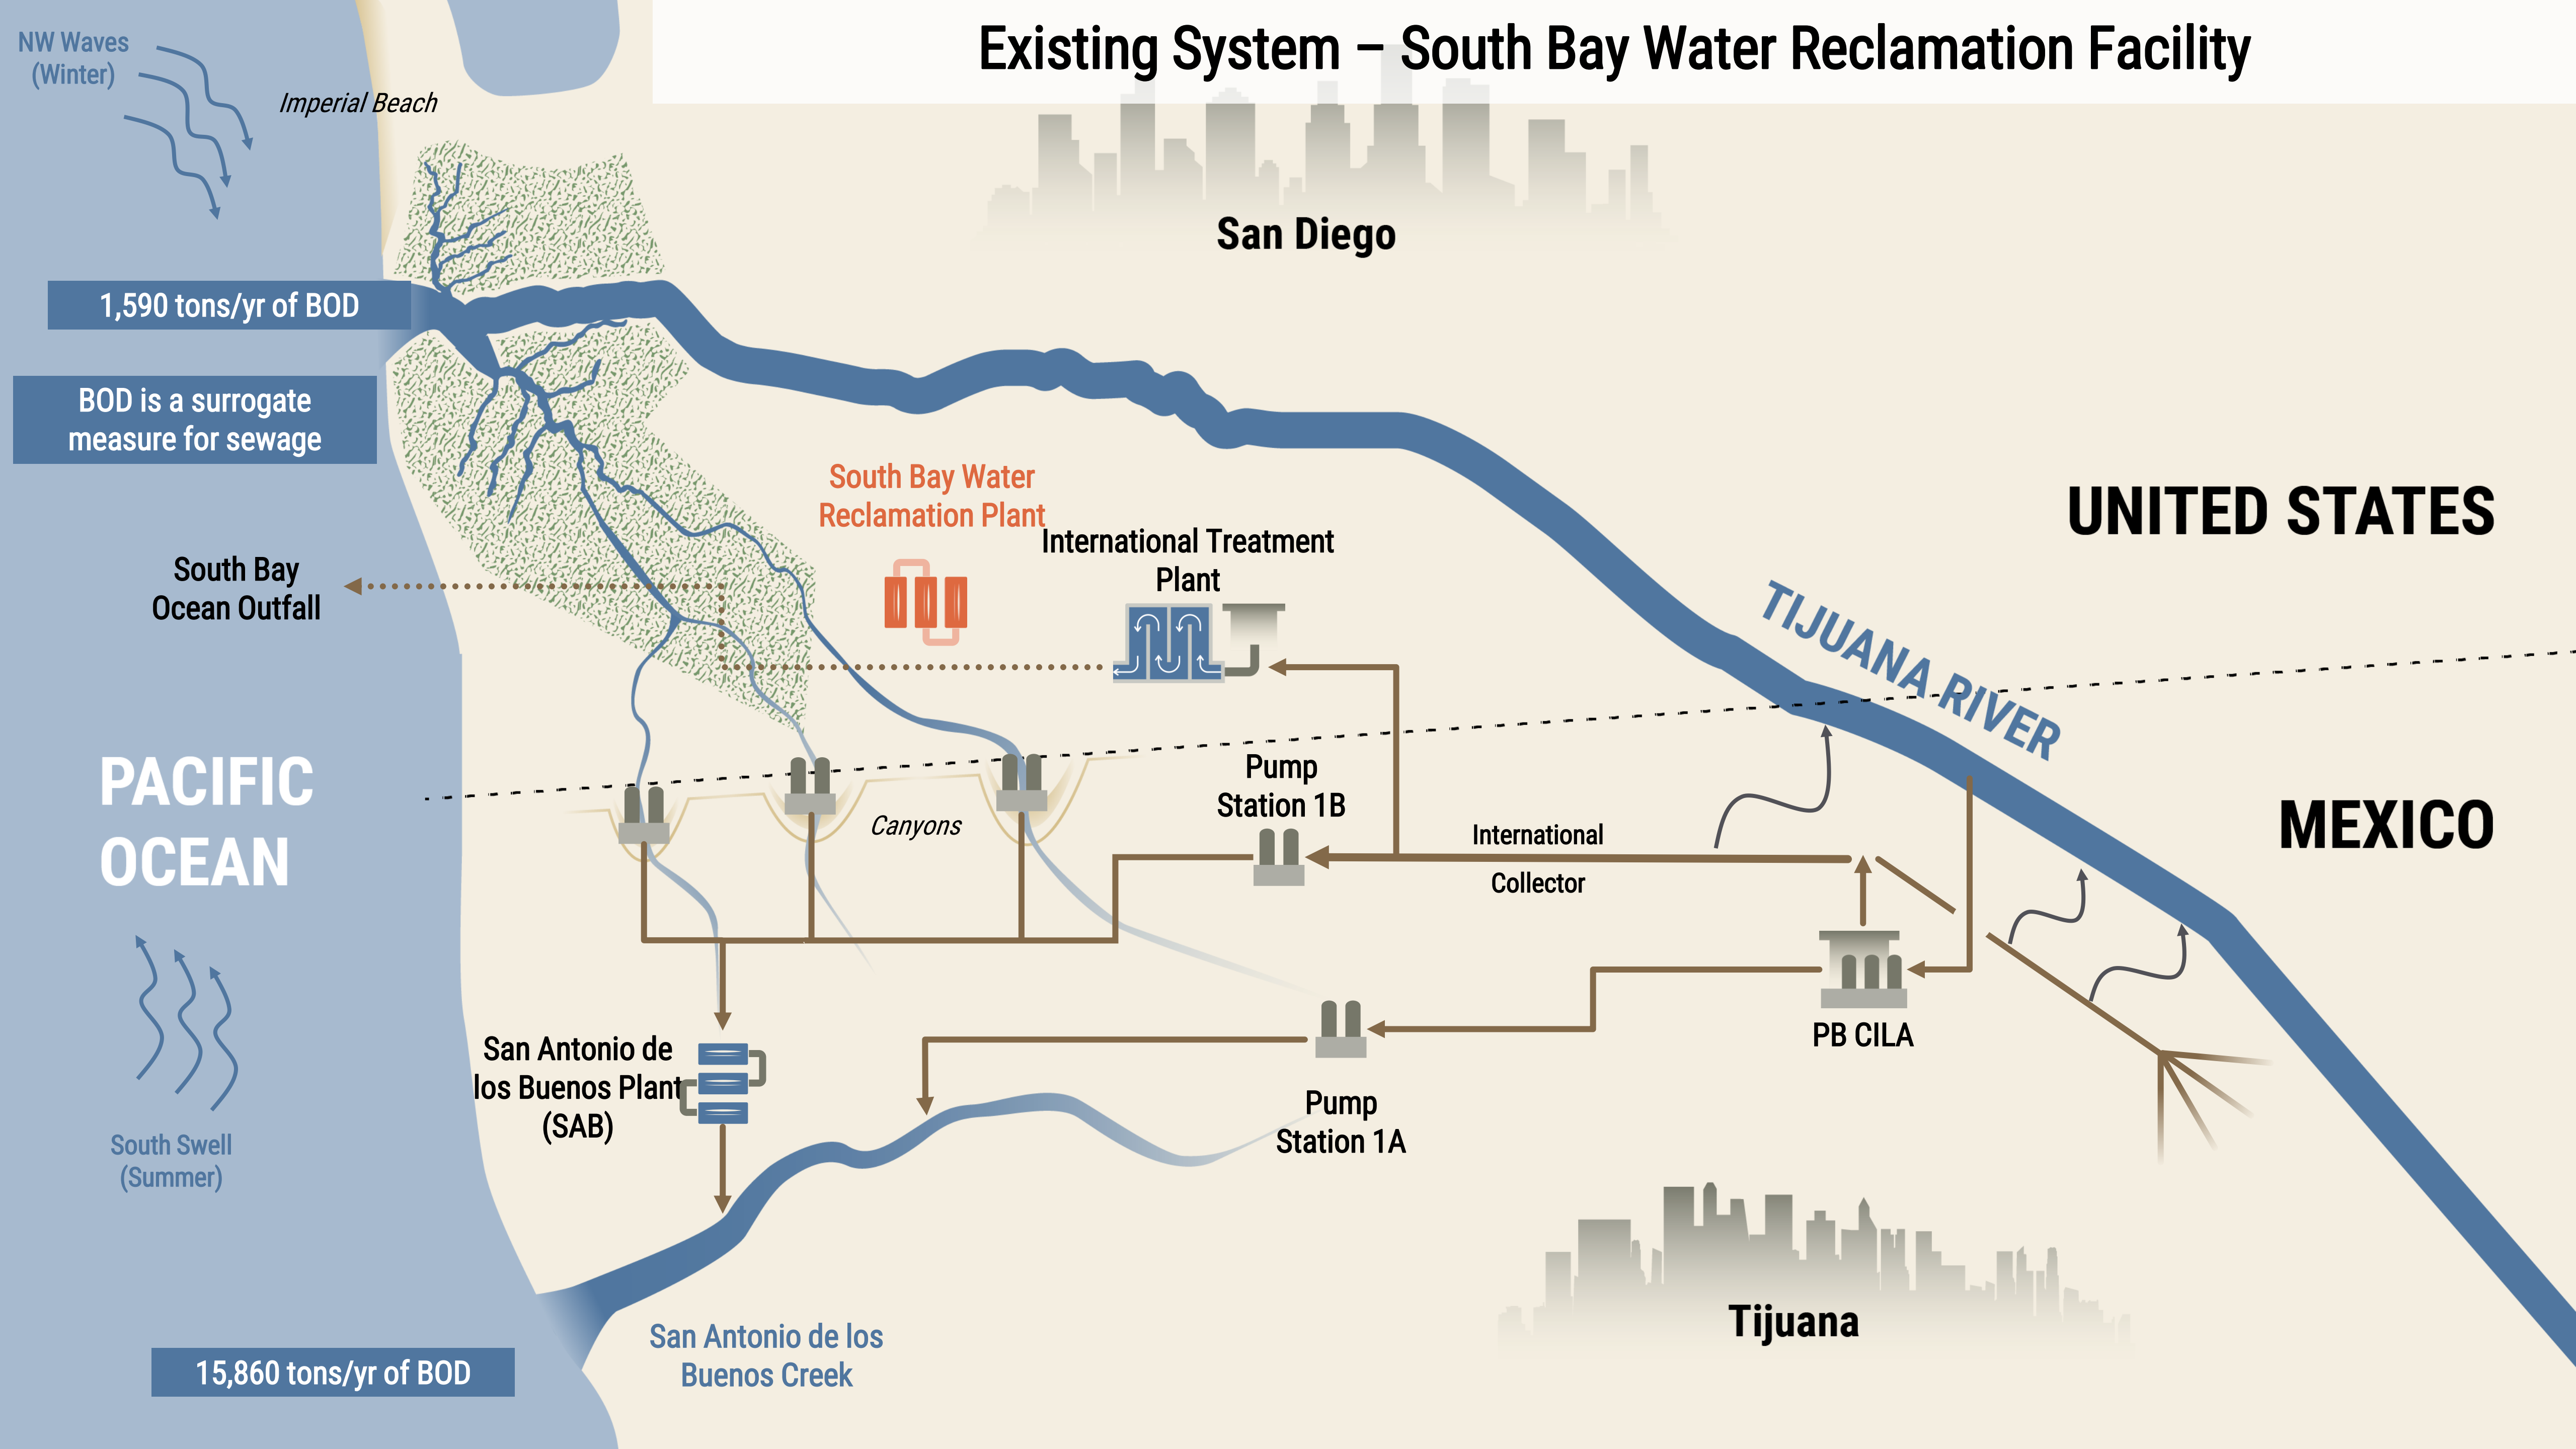 Existing System – South Bay Water Reclamation Facility
NW Waves
(Winter)
Imperial Beach
San Diego
1,590 tons/yr of BOD
BOD is a surrogate
measure for sewage
South Bay Water
Reclamation Plant
International Treatment
Plant
UNITED STATES
South Bay
Ocean Outfall
TIJUANA RIVER
PACIFIC
OCEAN
Pump
Station 1B
Canyons
International
Collector
MEXICO
San Antonio de
los Buenos Plant
(SAB)
PB CILA
Pump
Station 1A
South Swell
(Summer)
Tijuana
San Antonio de los
Buenos Creek
15,860 tons/yr of BOD